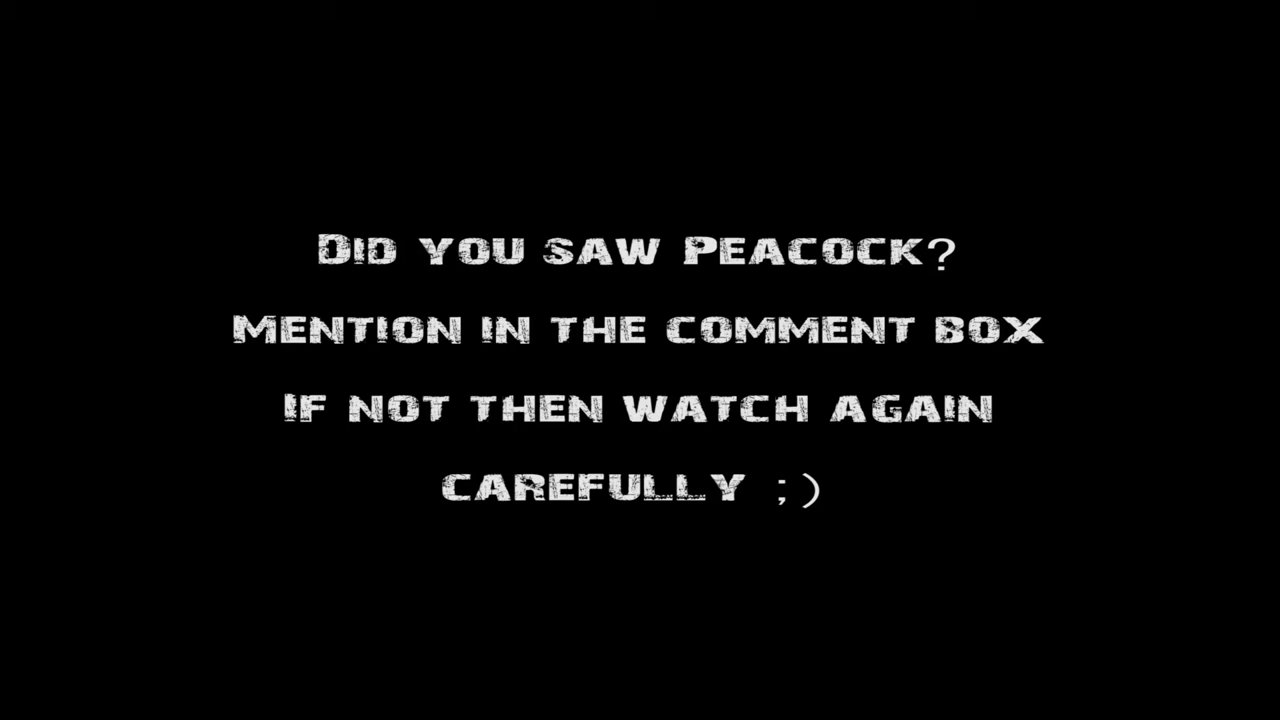 Did you saw Peacock?
Mention in the comment box
If not then watch again
carefully ;)